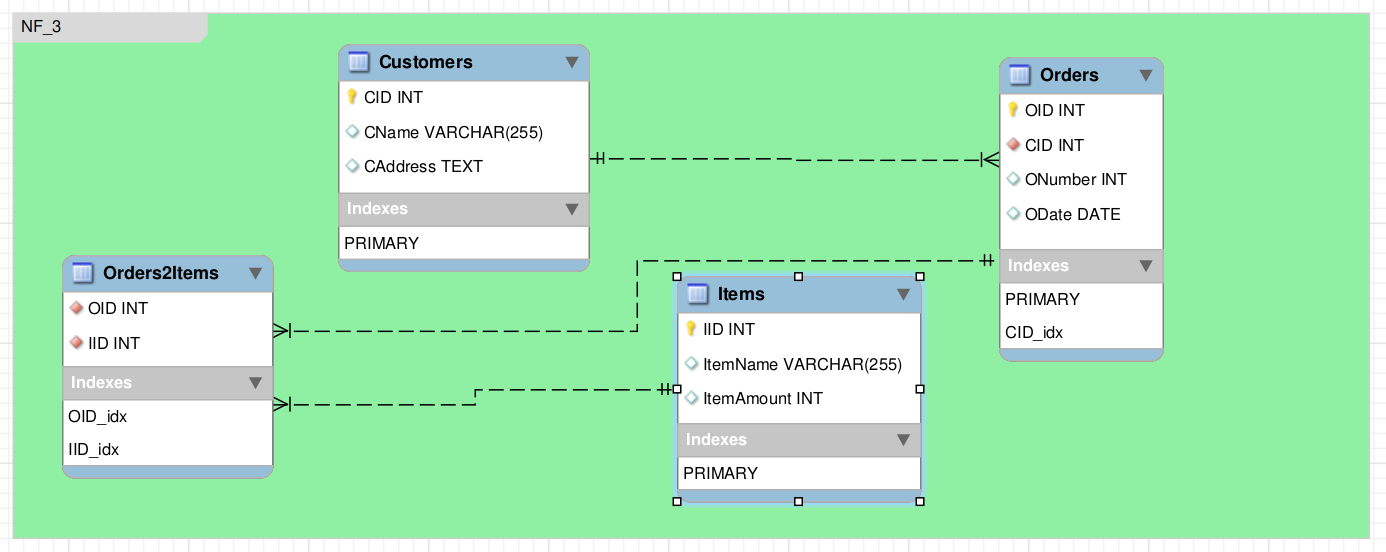 NF_3
Customers
CID INT
CName VARCHAR(255)
CAddress TEXT
Indexes
PRIMARY
Orders
OID INT
CID INT
ONumber INT
ODate DATE
Indexes
PRIMARY
CID_idx
Orders2Items
OID INT
IID INT
Indexes
OID_idx
IID_idx
Items
IID INT
ItemName VARCHAR(255)
ItemAmount INT
Indexes
PRIMARY